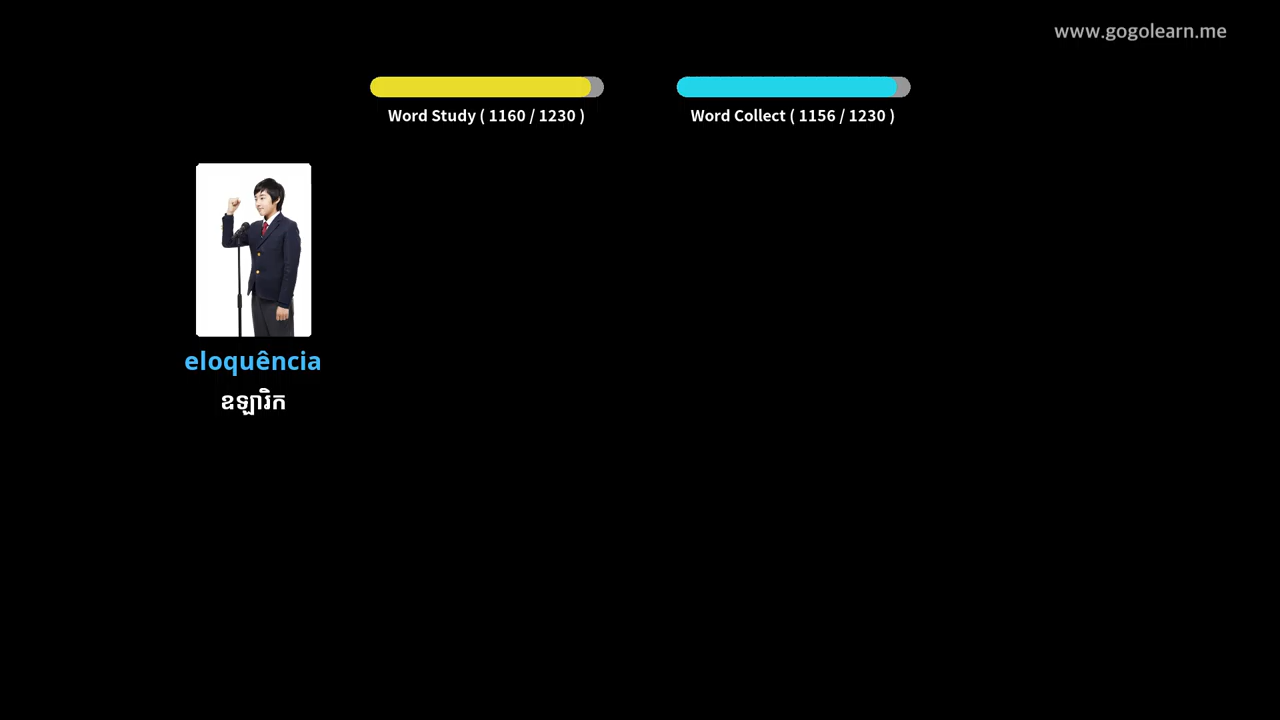 www.gogolearn.me
Word Study ( 1160 / 1230 )
Word Collect ( 1156 / 1230 )
eloquência
ឧឡារិក